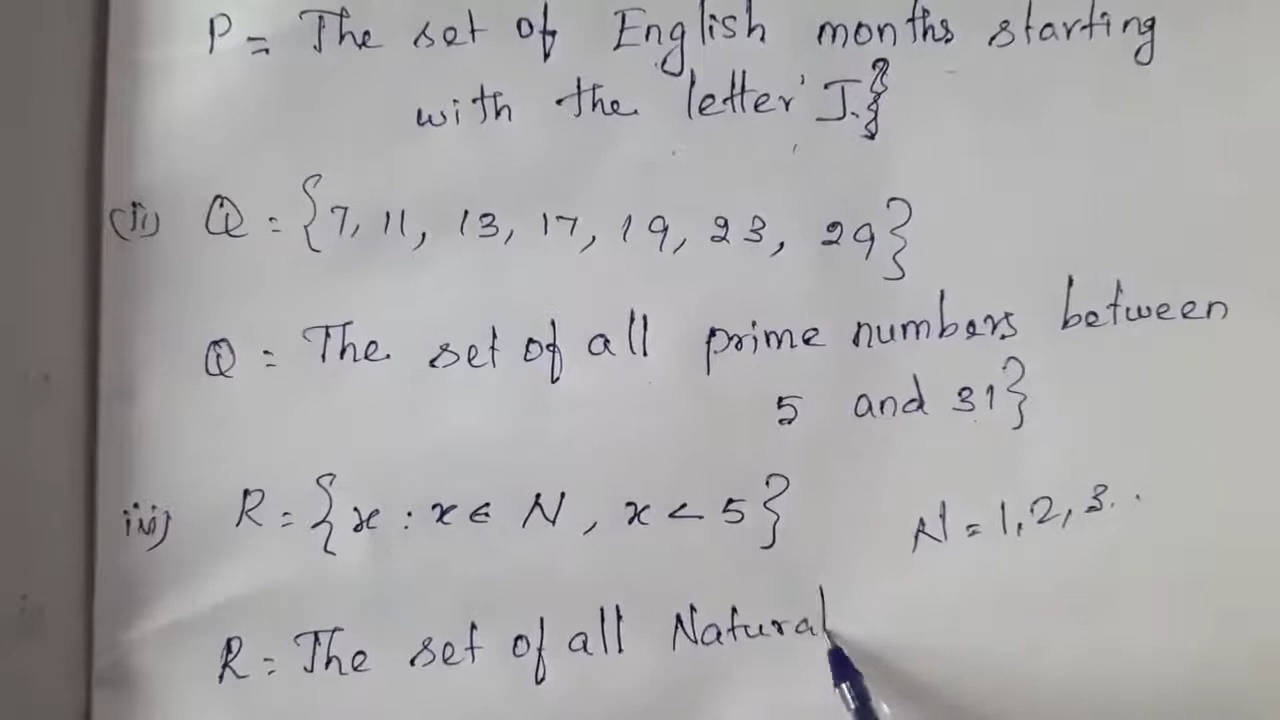 P = The set of English months starting
with the letter 'J.}
(ii) Q = {7, 11, 13, 17, 19, 23, 29}
Q = The set of all prime numbers between
5 and 31}
iii) R = {x : x ∈ N, x < 5} N = 1, 2, 3. .
R = The set of all Natural